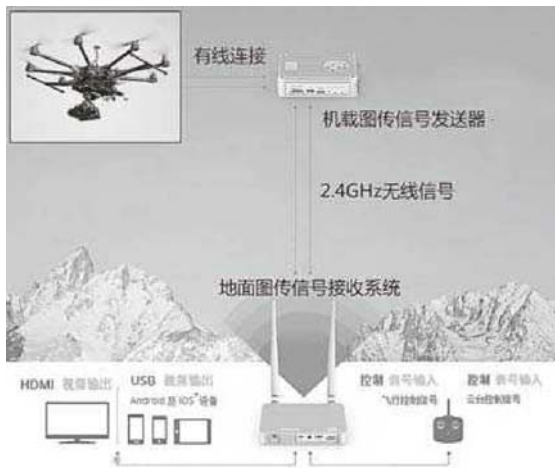 有线连接
机载图传信号发送器
2.4GHz无线信号
地面图传信号接收系统
HDMI 视频输出
USB 视频输出
Android 及 iOS 设备
控制 信号输入
飞行控制信号
控制 信号输入
云台控制信号